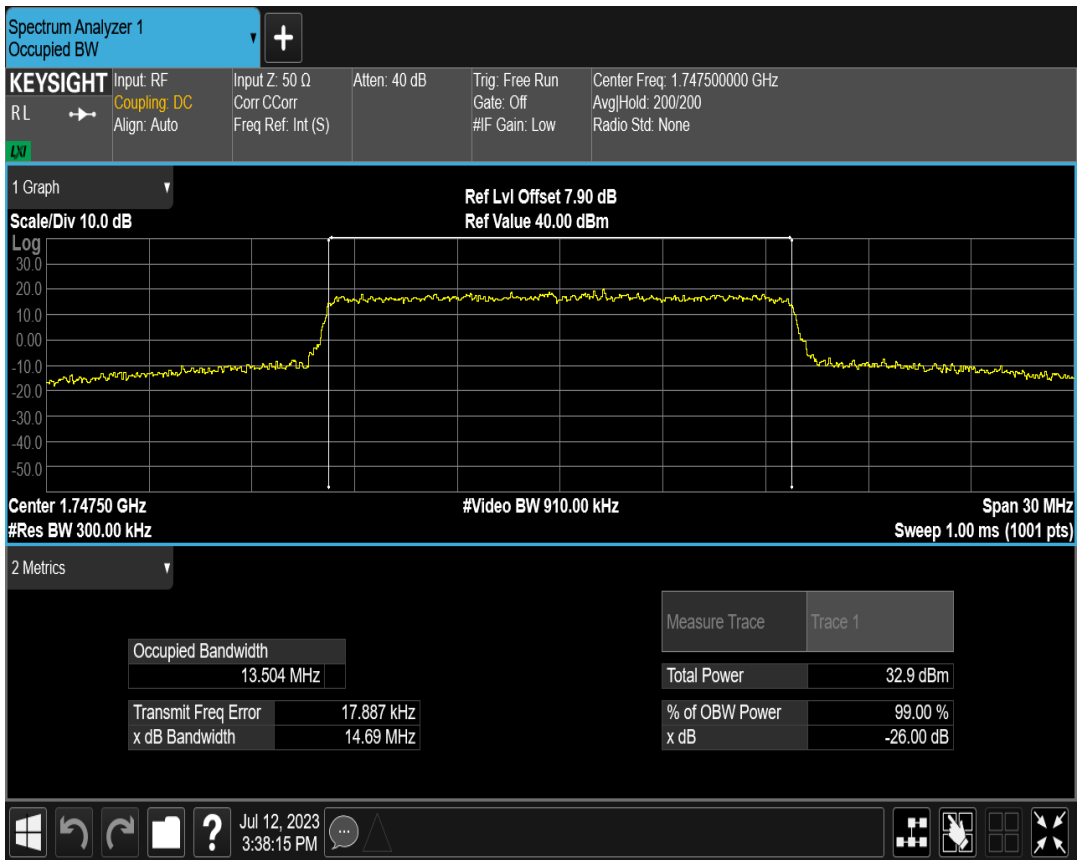 Spectrum Analyzer 1
Occupied BW
KEYSIGHT
RL
LXI
Input: RF
Coupling: DC
Align: Auto
Input Z: 50 Ω
Corr CCorr
Freq Ref: Int (S)
Atten: 40 dB
Trig: Free Run
Gate: Off
#IF Gain: Low
Center Freq: 1.747500000 GHz
Avg|Hold: 200/200
Radio Std: None
1 Graph
Scale/Div 10.0 dB
Ref Lvl Offset 7.90 dB
Ref Value 40.00 dBm
Log
30.0
20.0
10.0
0.00
-10.0
-20.0
-30.0
-40.0
-50.0
Center 1.74750 GHz
#Video BW 910.00 kHz
Span 30 MHz
#Res BW 300.00 kHz
Sweep 1.00 ms (1001 pts)
2 Metrics
Measure Trace Trace 1
Occupied Bandwidth
13.504 MHz
Total Power 32.9 dBm
Transmit Freq Error 17.887 kHz
% of OBW Power 99.00 %
x dB Bandwidth 14.69 MHz
x dB -26.00 dB
?
Jul 12, 2023
3:38:15 PM